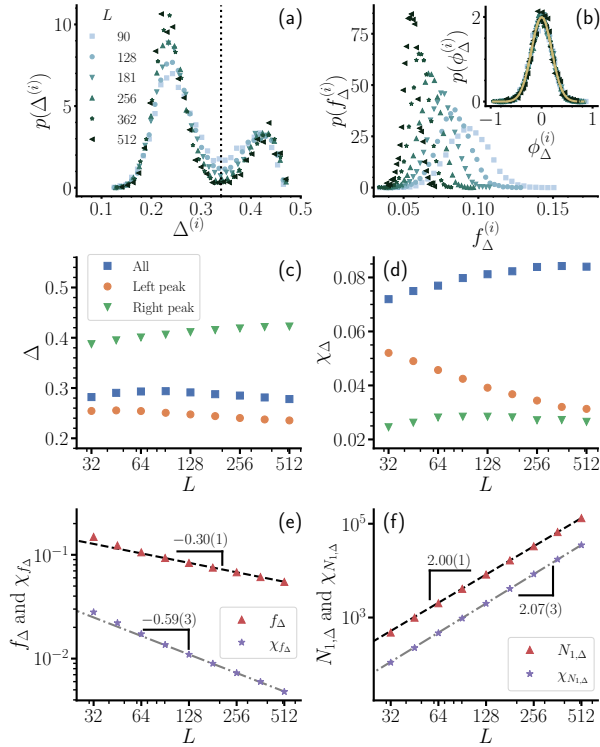 (a)
L
90
128
181
256
362
512
p(Δ^(i))
10
5
0
0.1 0.2 0.3 0.4 0.5
Δ^(i)
(b)
p(f_Δ^(i))
75
50
25
0
0.05 0.10 0.15
f_Δ^(i)
p(ϕ_Δ^(i))
2
1
0
−1 0 1
ϕ_Δ^(i)
(c)
All
Left peak
Right peak
Δ
0.5
0.4
0.3
0.2
32 64 128 256 512
L
(d)
χ_Δ
0.08
0.06
0.04
0.02
32 64 128 256 512
L
(e)
−0.30(1)
−0.59(3)
f_Δ
χ_{f_Δ}
f_Δ and χ_{f_Δ}
10^−1
10^−2
32 64 128 256 512
L
(f)
2.00(1)
2.07(3)
N_{1,Δ}
χ_{N_{1,Δ}}
N_{1,Δ} and χ_{N_{1,Δ}}
10^5
10^3
32 64 128 256 512
L